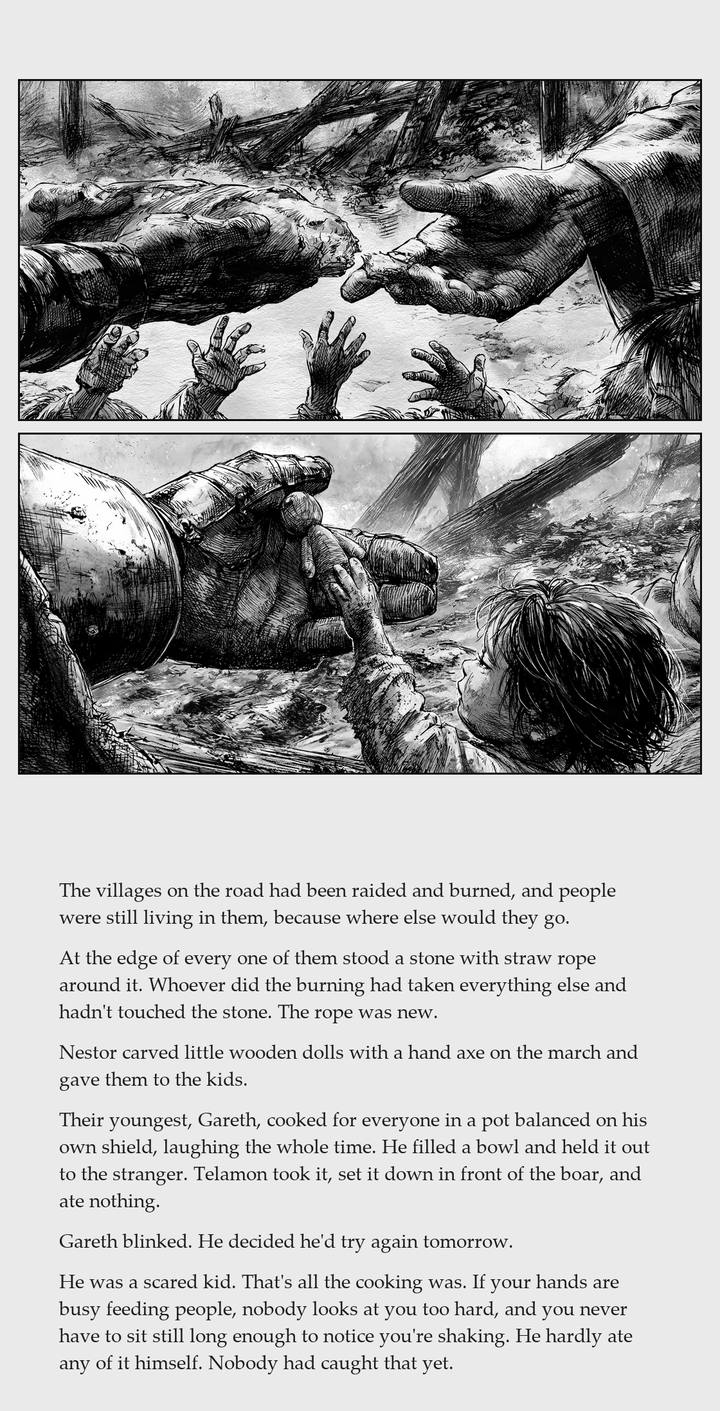 The villages on the road had been raided and burned, and people
were still living in them, because where else would they go.
At the edge of every one of them stood a stone with straw rope
around it. Whoever did the burning had taken everything else and
hadn't touched the stone. The rope was new.
Nestor carved little wooden dolls with a hand axe on the march and
gave them to the kids.
Their youngest, Gareth, cooked for everyone in a pot balanced on his
own shield, laughing the whole time. He filled a bowl and held it out
to the stranger. Telamon took it, set it down in front of the boar, and
ate nothing.
Gareth blinked. He decided he'd try again tomorrow.
He was a scared kid. That's all the cooking was. If your hands are
busy feeding people, nobody looks at you too hard, and you never
have to sit still long enough to notice you're shaking. He hardly ate
any of it himself. Nobody had caught that yet.